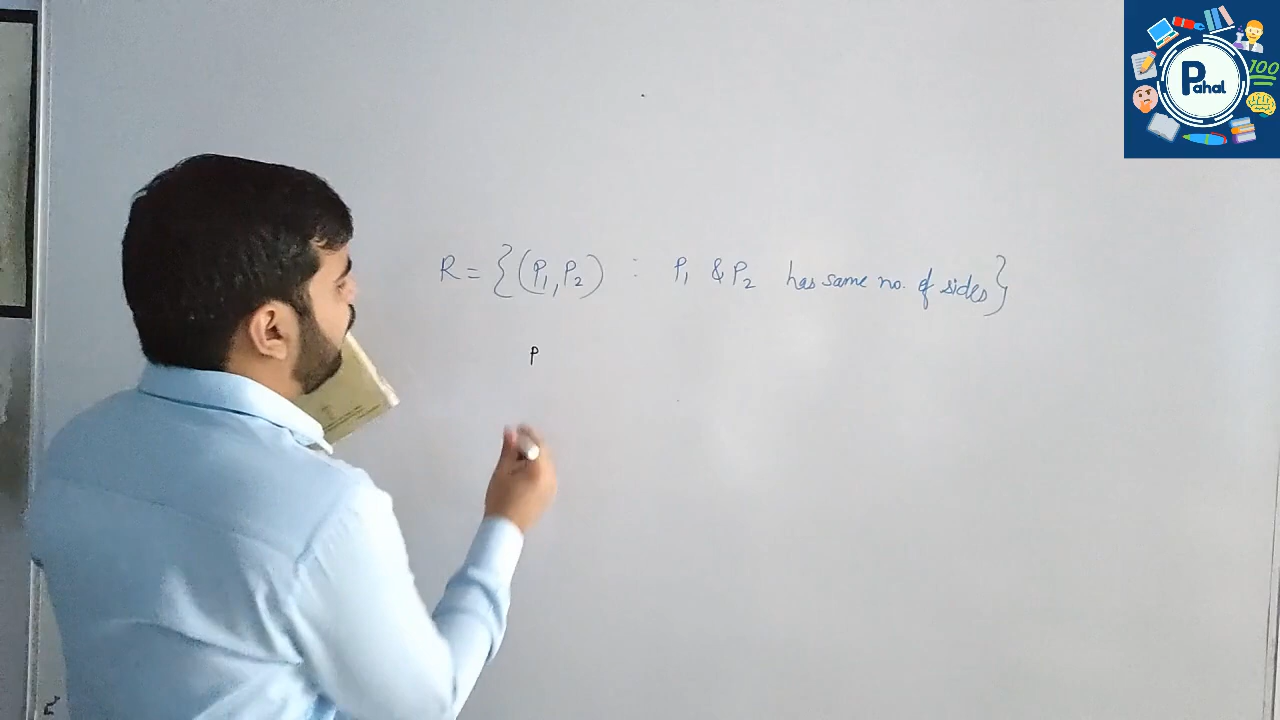 Pahal
100
R = {(P₁, P₂) : P₁ & P₂ has same no. of sides}
P